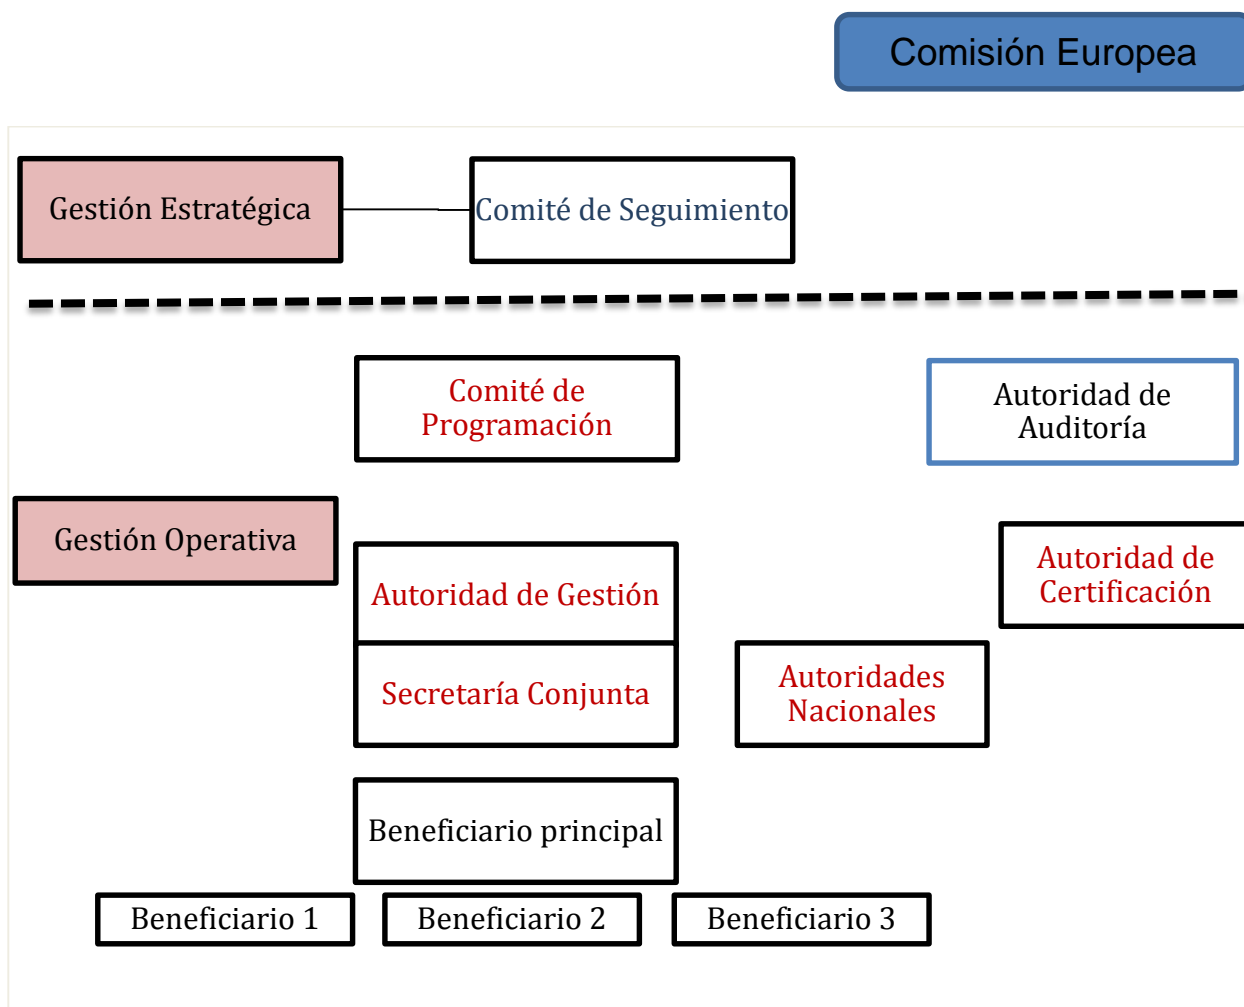 Comisión Europea
Gestión Estratégica
Comité de Seguimiento
Comité de
Programación
Autoridad de
Auditoría
Gestión Operativa
Autoridad de
Certificación
Autoridad de Gestión
Secretaría Conjunta
Autoridades
Nacionales
Beneficiario principal
Beneficiario 1
Beneficiario 2
Beneficiario 3